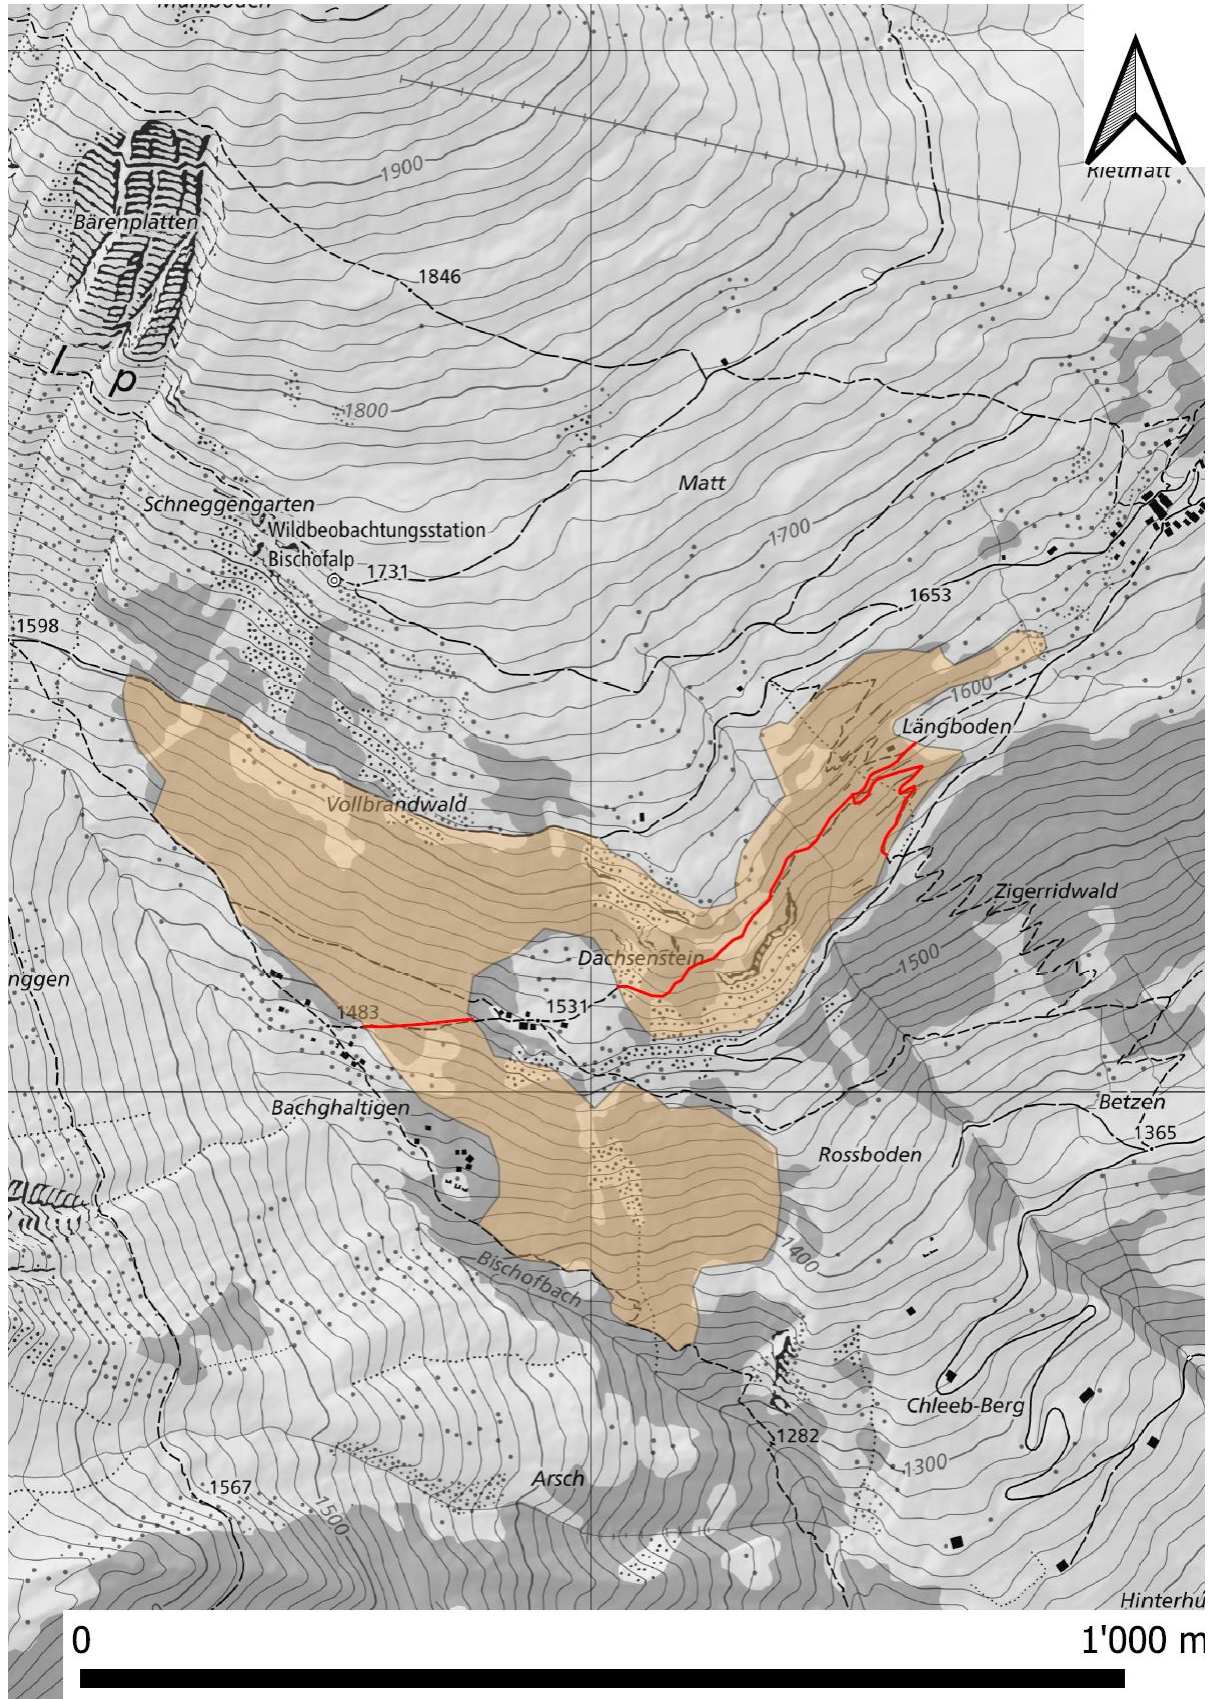 Rietmatt
1900
Bärenplatten
1846
l
p
1800
Matt
Schneggengarten
Wildbeobachtungsstation
Bischofalp
1731
1700
1653
1598
1600
Längboden
Vollbrandwald
Zigerridwald
1500
Dachsenstein
nggen
1483
1531
Bachghaltigen
Betzen
1365
Rossboden
1400
Bischofbach
Chleeb-Berg
1282
1300
Arsch
1567
1500
Hinterhü
0
1'000 m